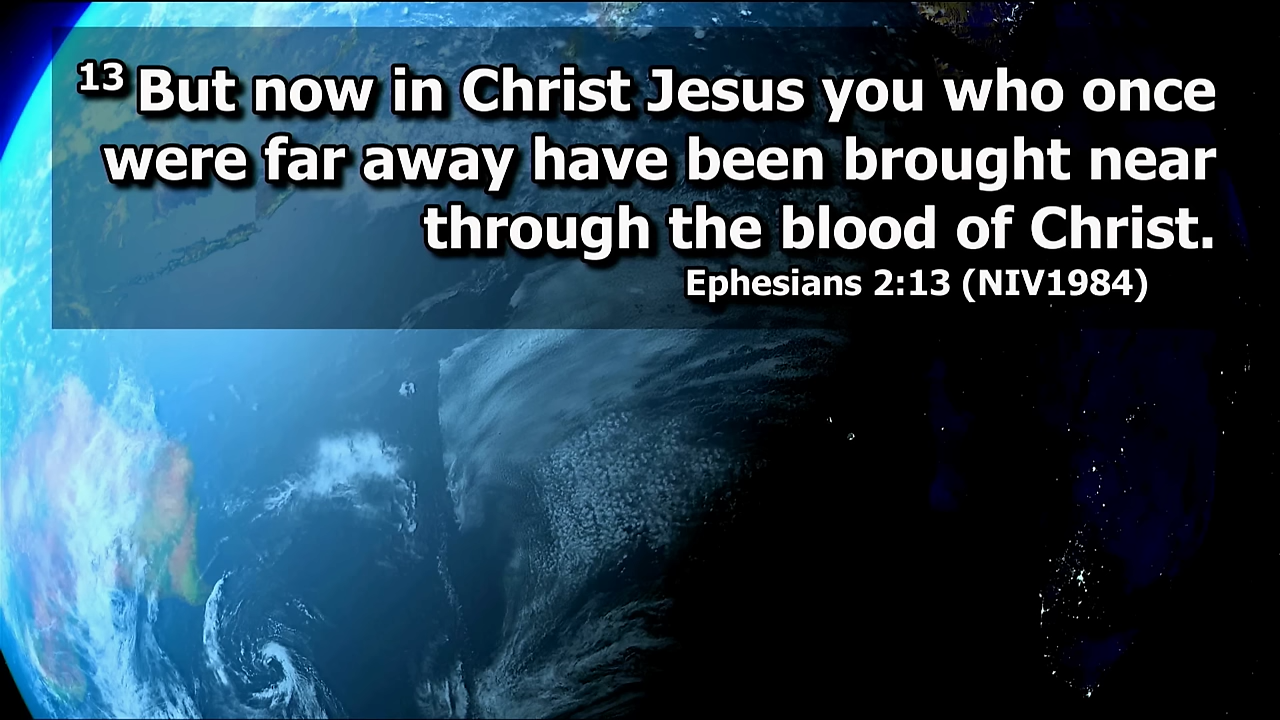 13 But now in Christ Jesus you who once
were far away have been brought near
through the blood of Christ.
Ephesians 2:13 (NIV1984)